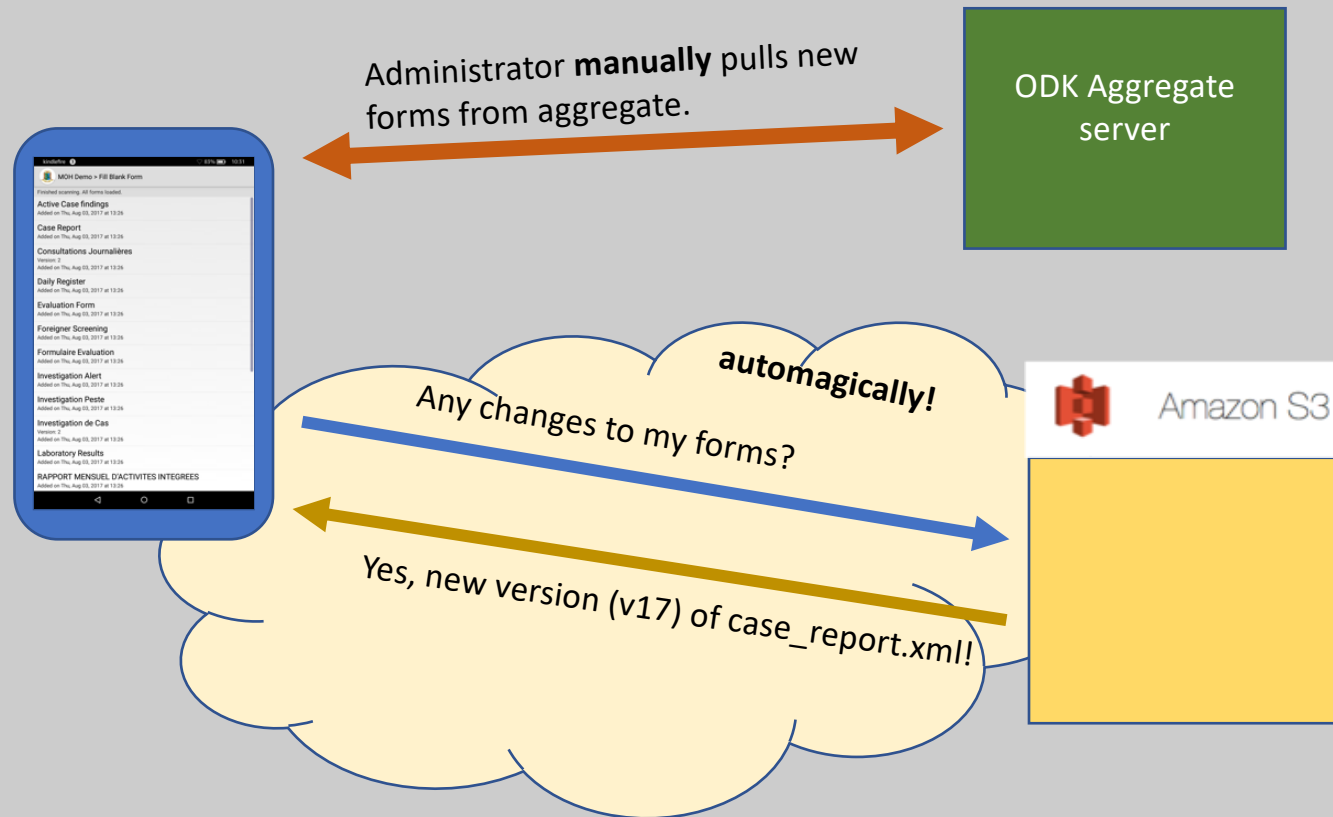 Administrator manually pulls new
forms from aggregate.
ODK Aggregate
server
kindlefire 83% 10:51
MOH Demo > Fill Blank Form
Finished scanning. All forms loaded.
Active Case findings
Added on Thu, Aug 03, 2017 at 13:26
Case Report
Added on Thu, Aug 03, 2017 at 13:26
Consultations Journalières
Version: 2
Added on Thu, Aug 03, 2017 at 13:26
Daily Register
Added on Thu, Aug 03, 2017 at 13:26
Evaluation Form
Added on Thu, Aug 03, 2017 at 13:26
Foreigner Screening
Added on Thu, Aug 03, 2017 at 13:26
Formulaire Evaluation
Added on Thu, Aug 03, 2017 at 13:26
Investigation Alert
Added on Thu, Aug 03, 2017 at 13:26
Investigation Peste
Added on Thu, Aug 03, 2017 at 13:26
Investigation de Cas
Version: 2
Added on Thu, Aug 03, 2017 at 13:26
Laboratory Results
Added on Thu, Aug 03, 2017 at 13:26
RAPPORT MENSUEL D'ACTIVITES INTEGREES
Added on Thu, Aug 03, 2017 at 13:26
automagically!
Any changes to my forms?
Yes, new version (v17) of case_report.xml!
Amazon S3